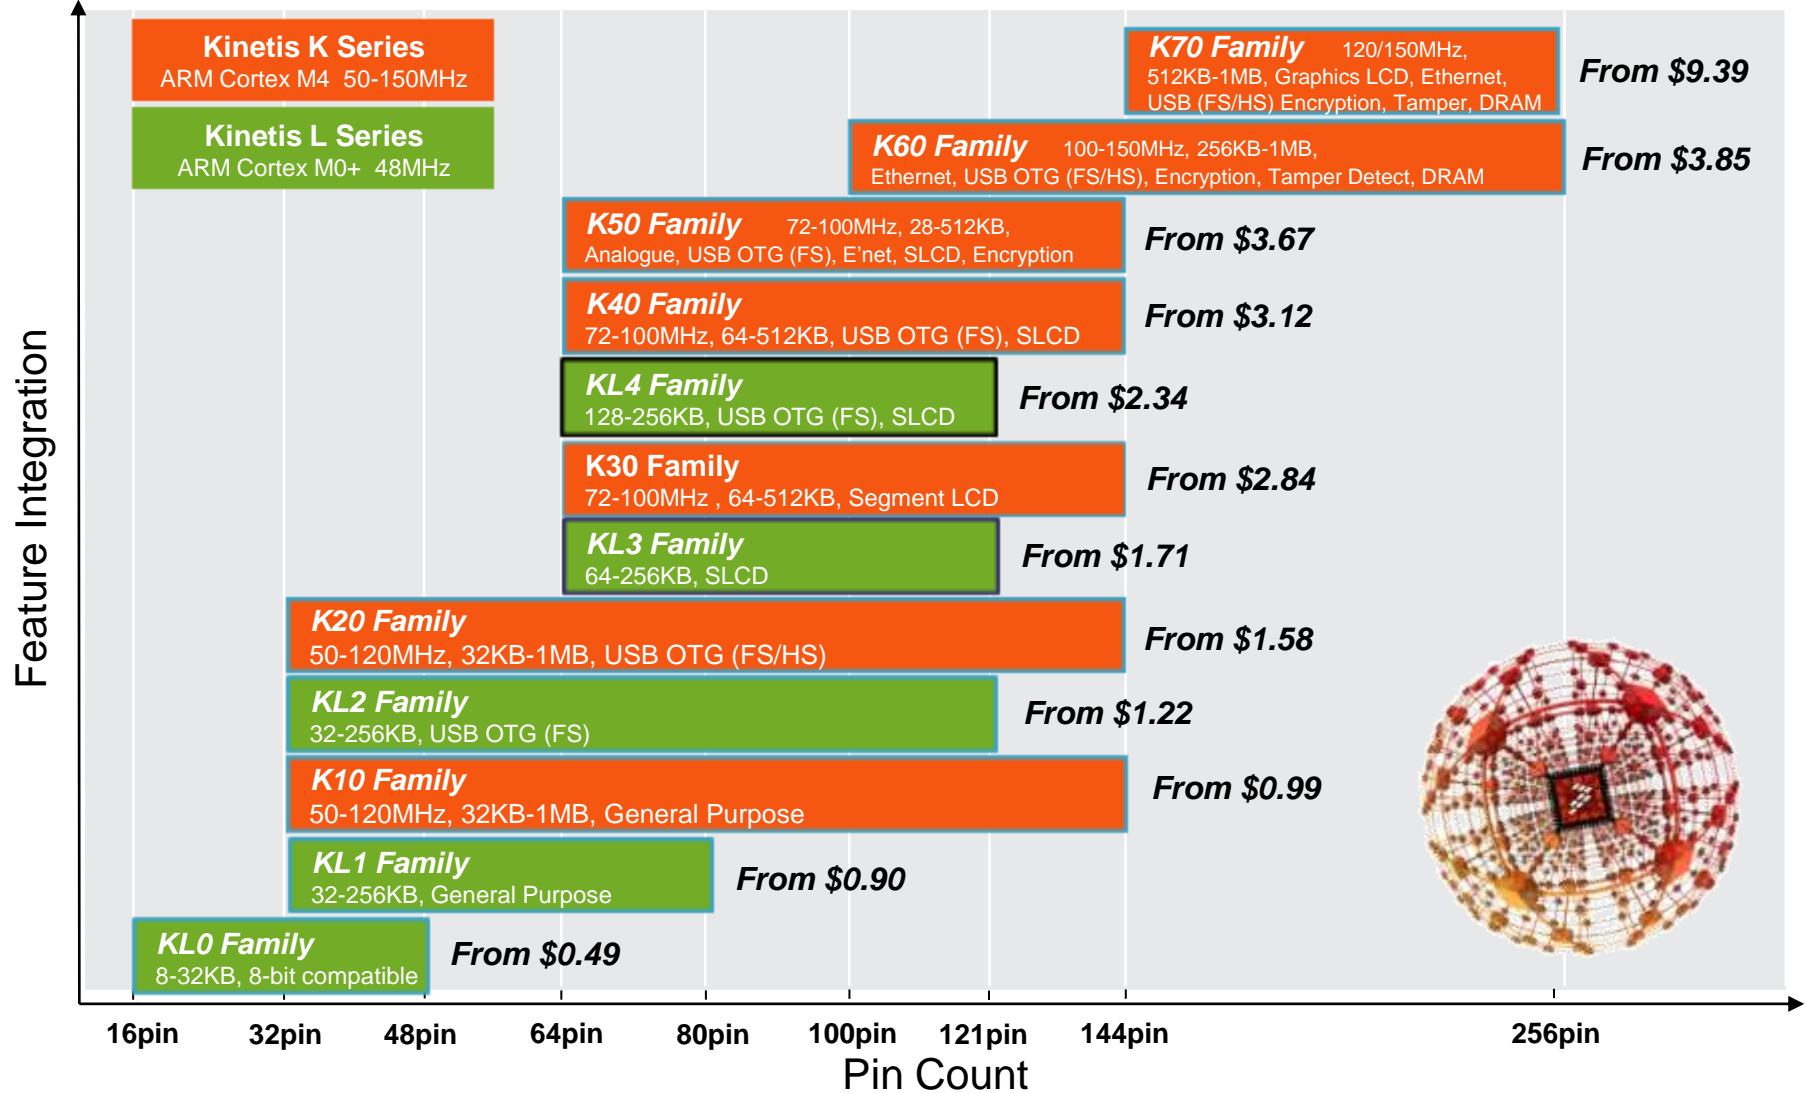 Kinetis K Series
ARM Cortex M4 50-150MHz
Kinetis L Series
ARM Cortex M0+ 48MHz
K70 Family 120/150MHz,
512KB-1MB, Graphics LCD, Ethernet,
USB (FS/HS) Encryption, Tamper, DRAM
From $9.39
K60 Family 100-150MHz, 256KB-1MB,
Ethernet, USB OTG (FS/HS), Encryption, Tamper Detect, DRAM
From $3.85
K50 Family 72-100MHz, 28-512KB,
Analogue, USB OTG (FS), E'net, SLCD, Encryption
From $3.67
K40 Family
72-100MHz, 64-512KB, USB OTG (FS), SLCD
From $3.12
KL4 Family
128-256KB, USB OTG (FS), SLCD
From $2.34
K30 Family
72-100MHz , 64-512KB, Segment LCD
From $2.84
KL3 Family
64-256KB, SLCD
From $1.71
K20 Family
50-120MHz, 32KB-1MB, USB OTG (FS/HS)
From $1.58
KL2 Family
32-256KB, USB OTG (FS)
From $1.22
K10 Family
50-120MHz, 32KB-1MB, General Purpose
From $0.99
KL1 Family
32-256KB, General Purpose
From $0.90
KL0 Family
8-32KB, 8-bit compatible
From $0.49
Feature Integration
16pin 32pin 48pin 64pin 80pin 100pin 121pin 144pin 256pin
Pin Count